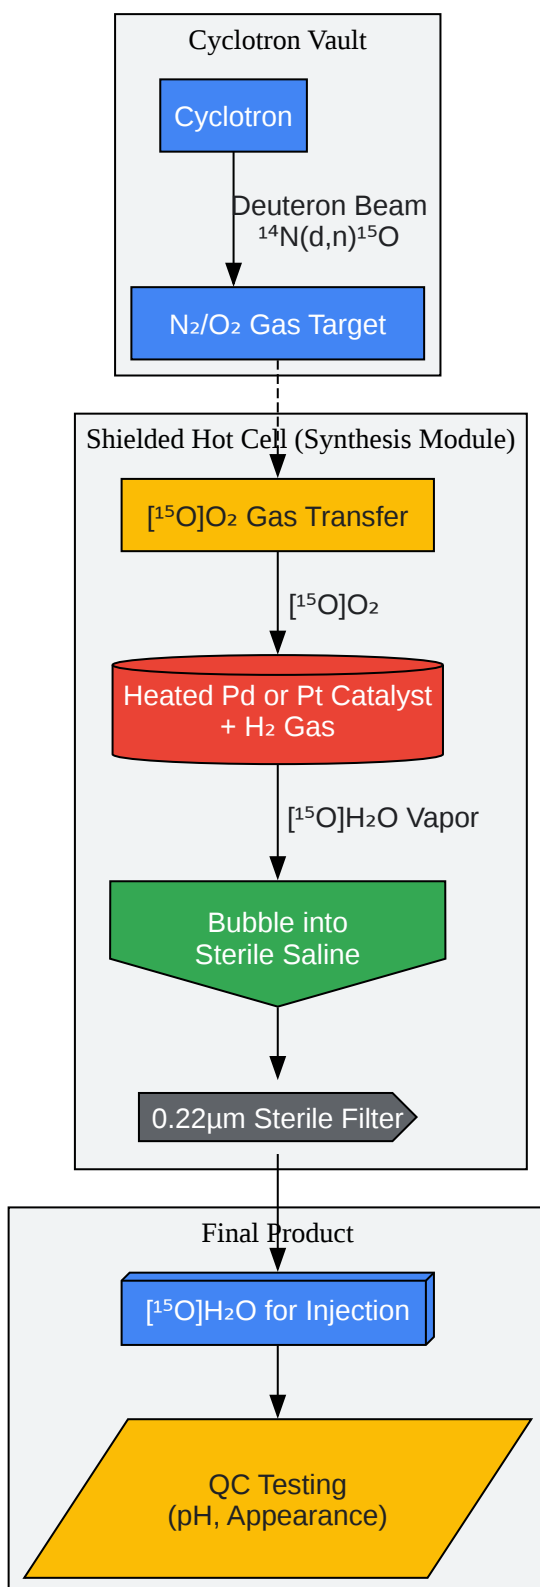 Cyclotron Vault
Cyclotron
Deuteron Beam
¹⁴N(d,n)¹⁵O
N₂/O₂ Gas Target
Shielded Hot Cell (Synthesis Module)
[¹⁵O]O₂ Gas Transfer
[¹⁵O]O₂
Heated Pd or Pt Catalyst
+ H₂ Gas
[¹⁵O]H₂O Vapor
Bubble into
Sterile Saline
0.22µm Sterile Filter
Final Product
[¹⁵O]H₂O for Injection
QC Testing
(pH, Appearance)